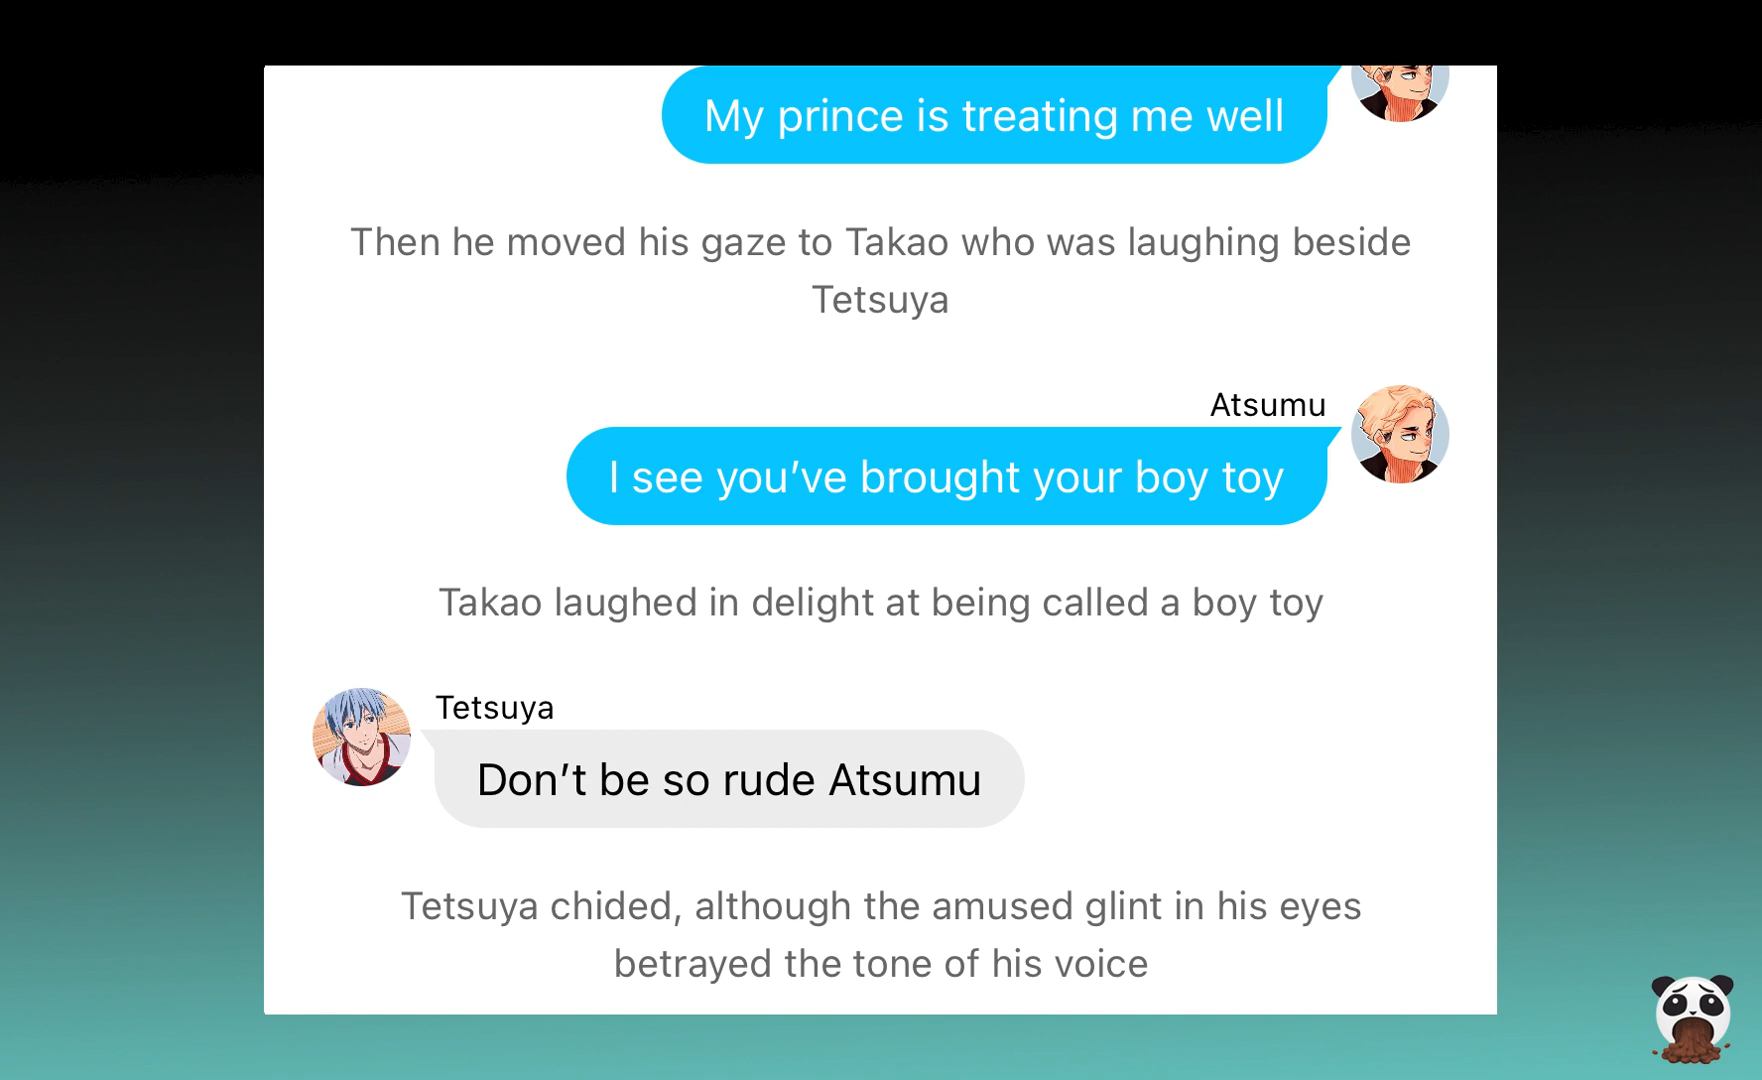 My prince is treating me well
Then he moved his gaze to Takao who was laughing beside
Tetsuya
Atsumu
I see you’ve brought your boy toy
Takao laughed in delight at being called a boy toy
Tetsuya
Don’t be so rude Atsumu
Tetsuya chided, although the amused glint in his eyes
betrayed the tone of his voice